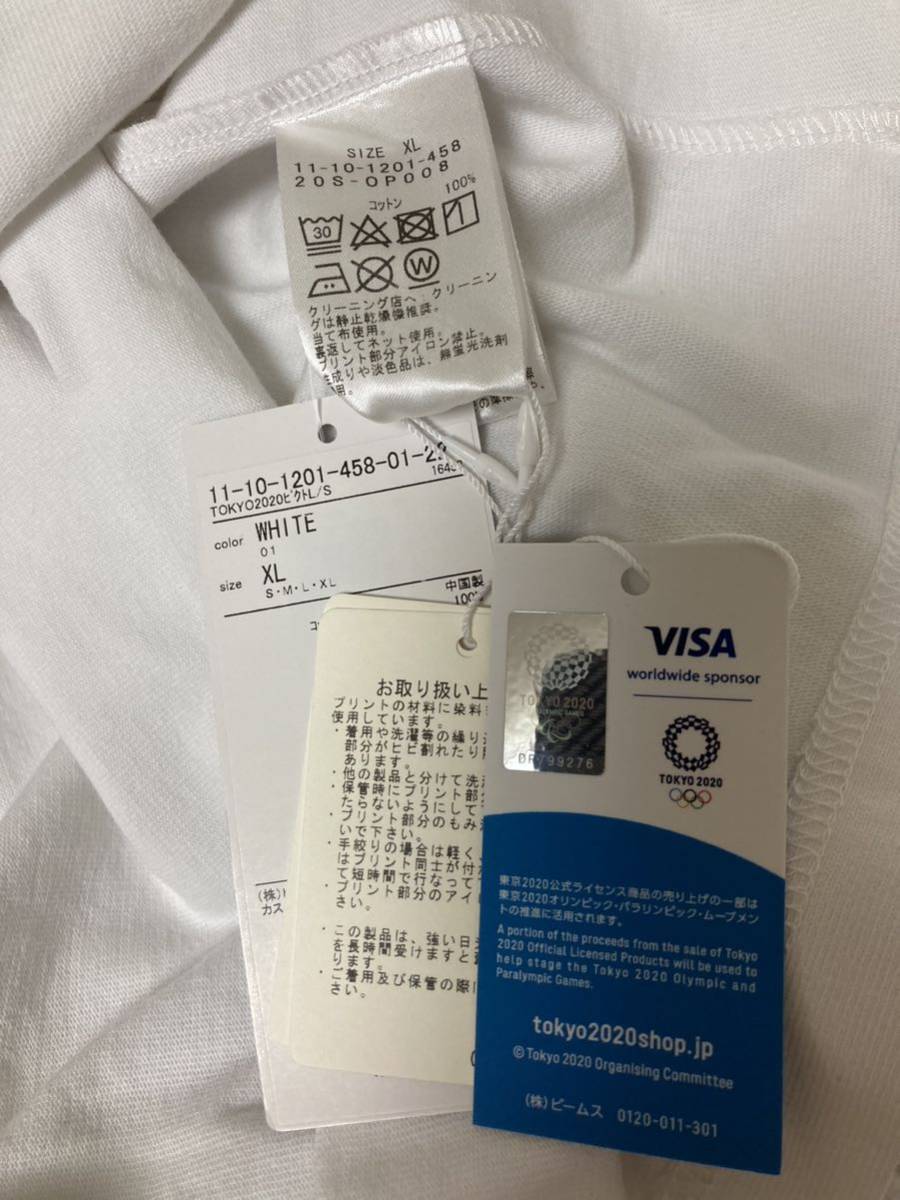 SIZE XL
11-10-1201-458
20S-OP008
コットン 100%
30
W
クリーニング店へ クリーニン
グは静止乾燥機推奨。
当て布使用。
裏返してネット使用。
プリント部分アイロン禁止。
生成りや淡色品は、無蛍光洗剤
用。
11-10-1201-458-01-22
TOKYO2020ピクトL/S
color WHITE
01
size XL
S・M・L・XL
中国製
100%
(株)
カス
お取り扱い上
プリントの材料に染料
使用しています。
・着用や洗濯等の繰り
部分がヒビ割れたり
あります。
・他の製品と分けて洗
・保管時にプリント部
たらないようにして
・プリント部分のもみ
いで下さい。
・手絞りの場合は軽く、
はプリント同士が付
て短時間で行なって
・プリント部分のアイ
さい。
・この製品は、強い日
を長時間受けますと
ります。
・ご着用及び保管の際
さい。
TOKYO 2020
DR799276
VISA
worldwide sponsor
TOKYO 2020
東京2020公式ライセンス商品の売り上げの一部は
東京2020オリンピック・パラリンピック・ムーブメン
トの推進に活用されます。
A portion of the proceeds from the sale of Tokyo
2020 Official Licensed Products will be used to
help stage the Tokyo 2020 Olympic and
Paralympic Games.
tokyo2020shop.jp
© Tokyo 2020 Organising Committee
(株)ビームス 0120-011-301